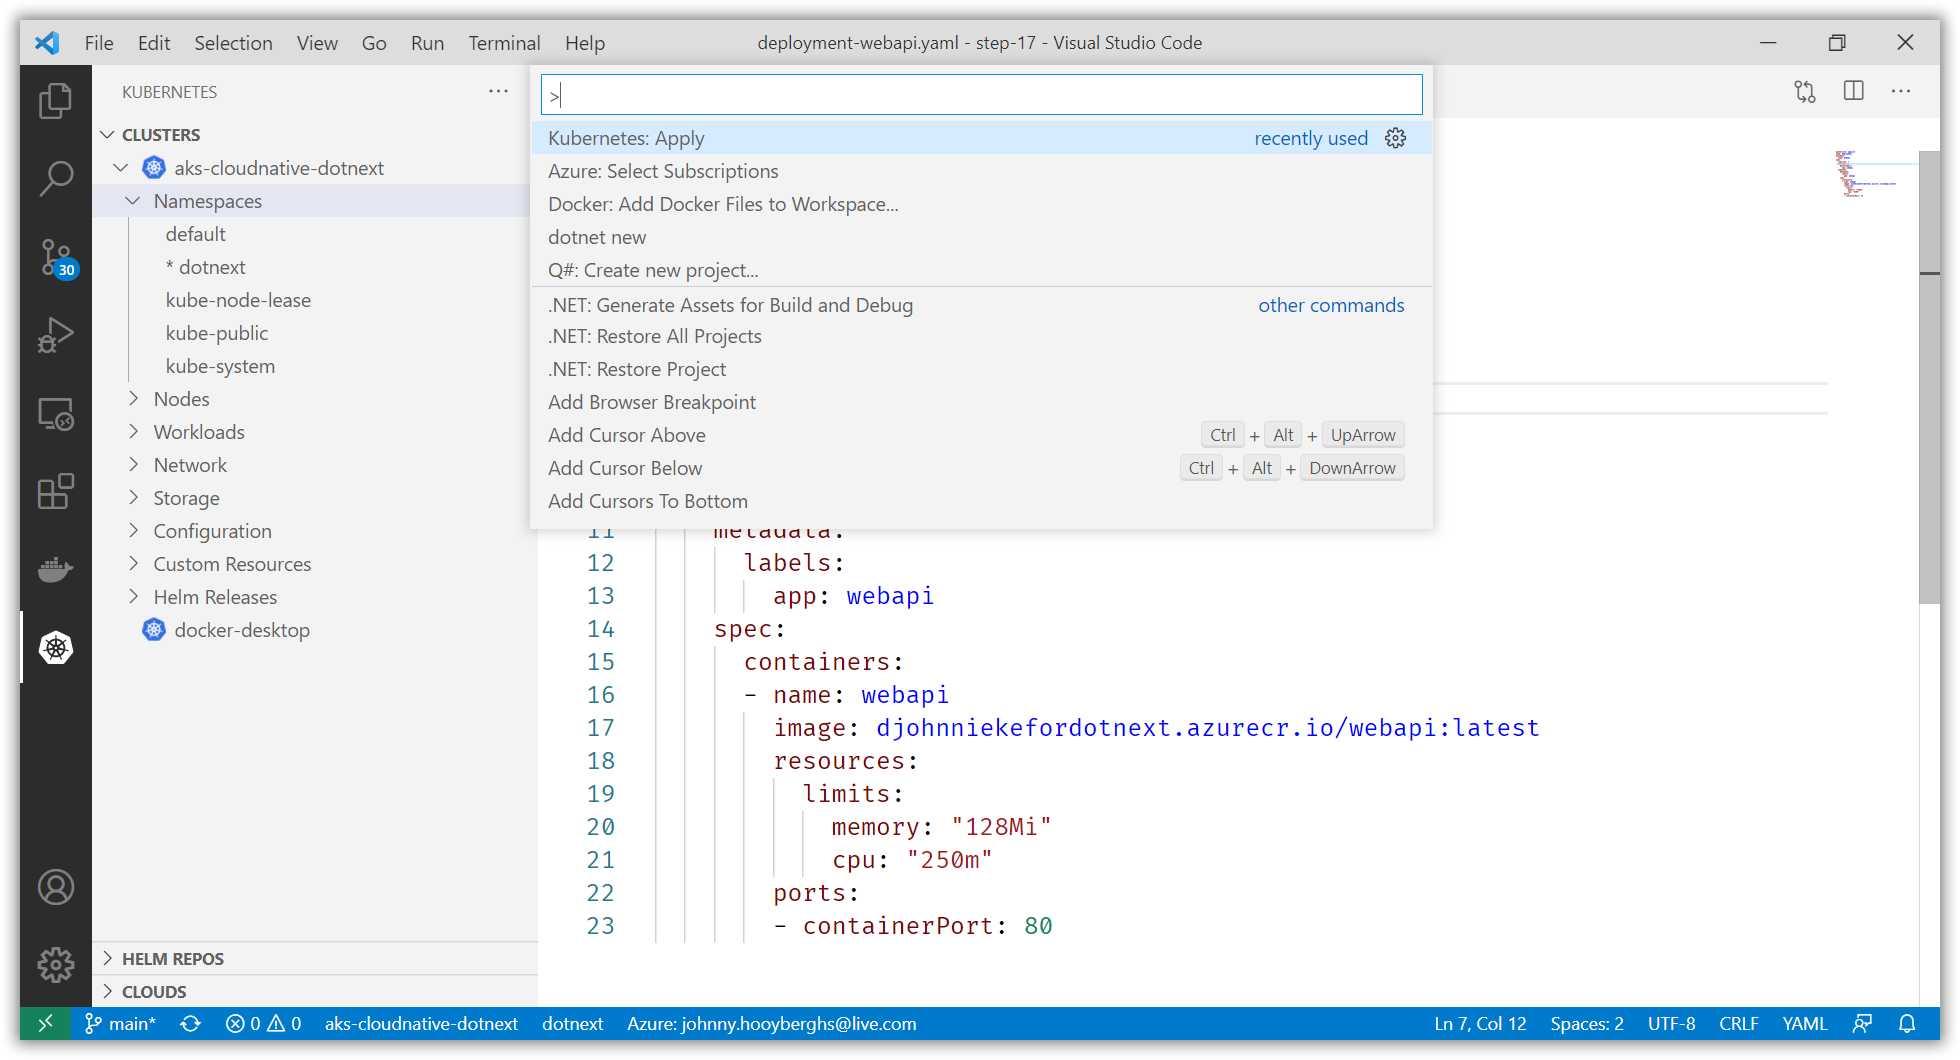 File Edit Selection View Go Run Terminal Help
deployment-webapi.yaml - step-17 - Visual Studio Code
KUBERNETES
CLUSTERS
aks-cloudnative-dotnext
Namespaces
default
* dotnext
kube-node-lease
kube-public
kube-system
Nodes
Workloads
Network
Storage
Configuration
Custom Resources
Helm Releases
docker-desktop
HELM REPOS
CLOUDS
30
>
Kubernetes: Apply recently used
Azure: Select Subscriptions
Docker: Add Docker Files to Workspace...
dotnet new
Q#: Create new project...
.NET: Generate Assets for Build and Debug other commands
.NET: Restore All Projects
.NET: Restore Project
Add Browser Breakpoint
Add Cursor Above Ctrl + Alt + UpArrow
Add Cursor Below Ctrl + Alt + DownArrow
Add Cursors To Bottom
11 metadata:
12 labels:
13 app: webapi
14 spec:
15 containers:
16 - name: webapi
17 image: djohnniekefordotnext.azurecr.io/webapi:latest
18 resources:
19 limits:
20 memory: "128Mi"
21 cpu: "250m"
22 ports:
23 - containerPort: 80
main* 0 0 aks-cloudnative-dotnext dotnext Azure: johnny.hooyberghs@live.com Ln 7, Col 12 Spaces: 2 UTF-8 CRLF YAML